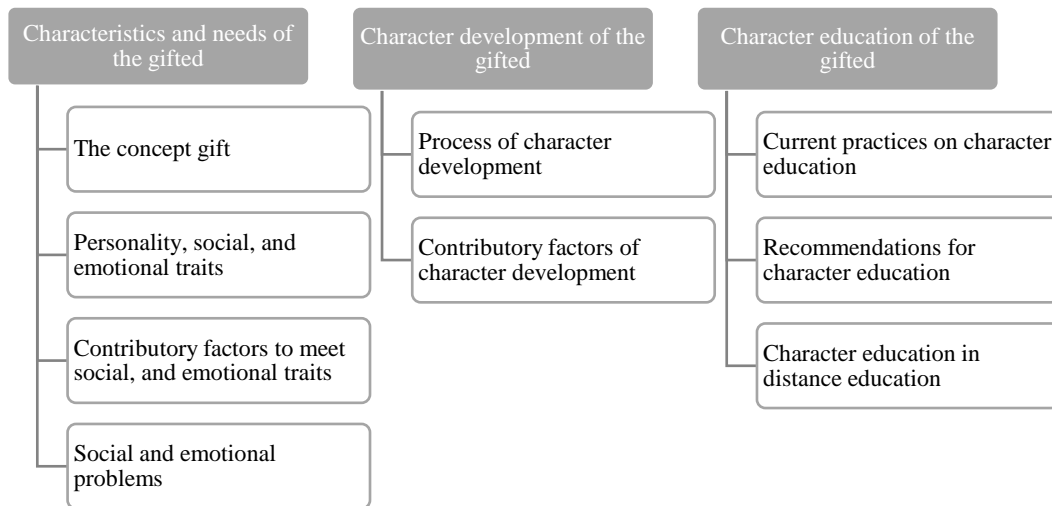 Characteristics and needs of
the gifted
The concept gift
Personality, social, and
emotional traits
Contributory factors to meet
social, and emotional traits
Social and emotional
problems
Character development of the
gifted
Process of character
development
Contributory factors of
character development
Character education of the
gifted
Current practices on character
education
Recommendations for
character education
Character education in
distance education